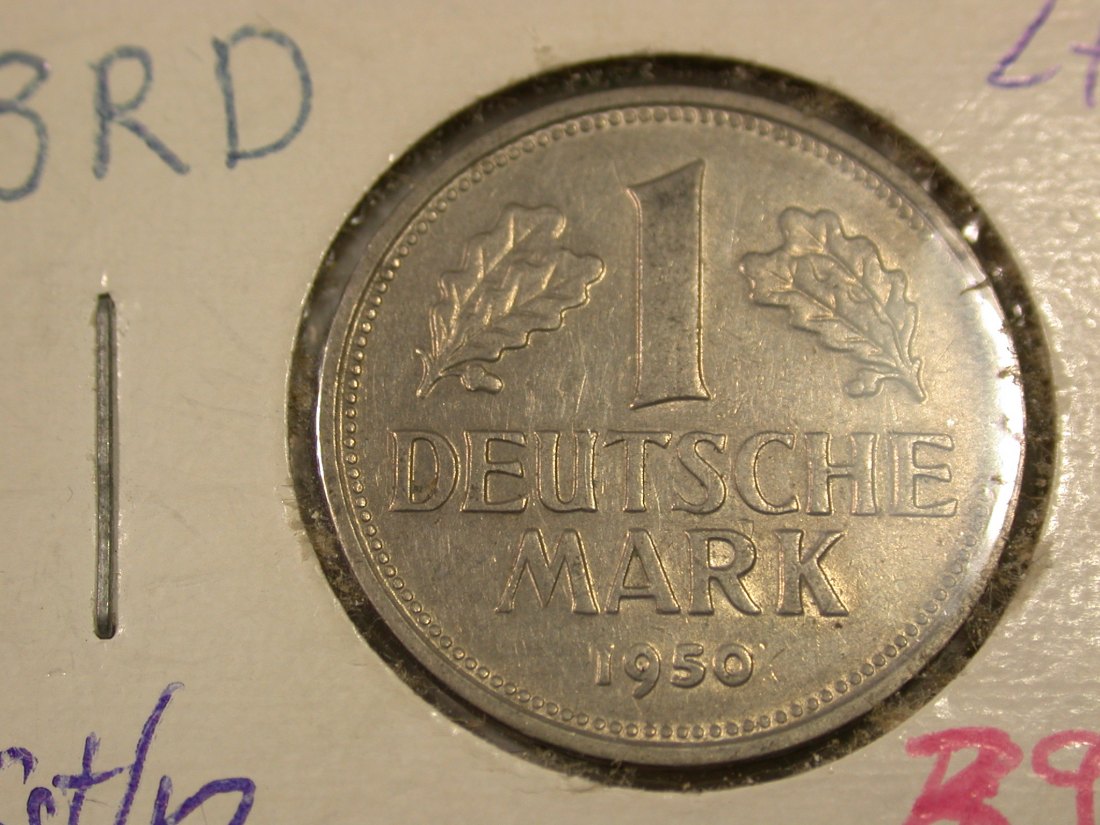 BRD
1
DEUTSCHE
MARK
1950